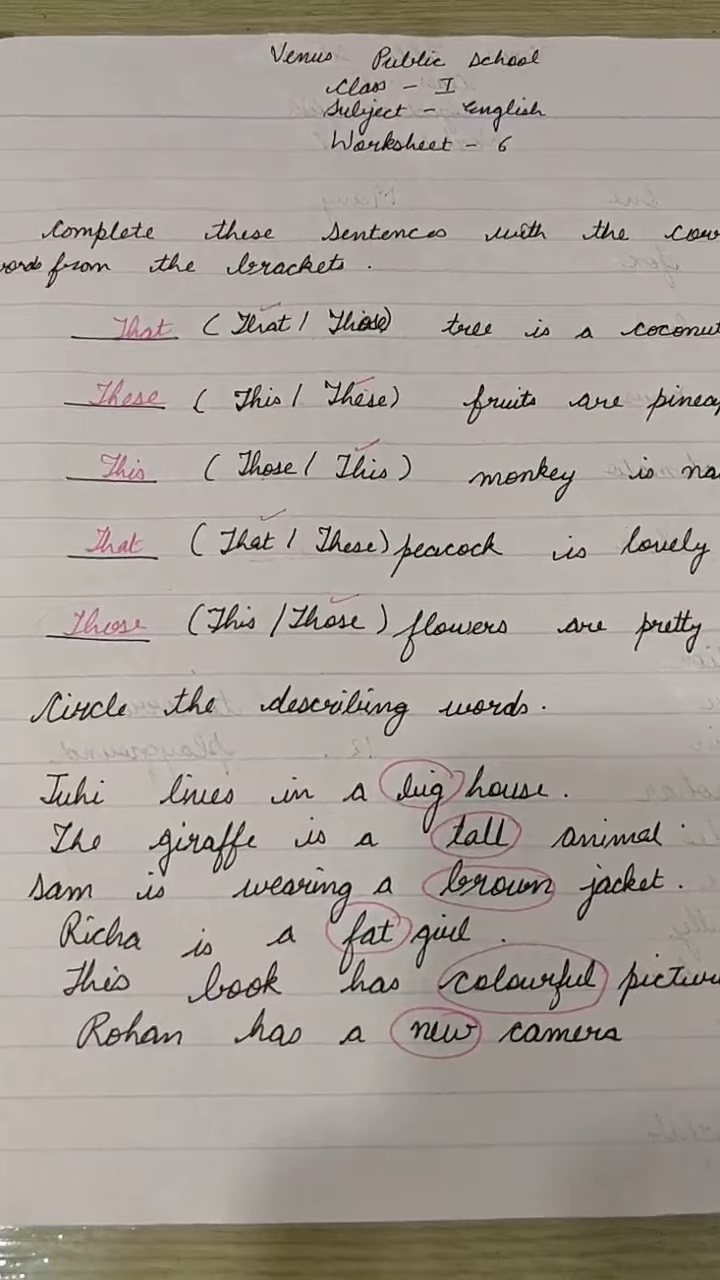 Venus Public School
Class - I
Subject - English
Worksheet - 6
Complete these sentences with the
from the brackets.
That (That / Those) tree is a coconut
These (This / These) fruits are
This (Those / This) monkey is
That (That / These) peacock is lovely
Those (This / Those) flowers are pretty
Circle the describing words.
Juhi lives in a big house.
The giraffe is a tall animal.
Sam is wearing a brown jacket.
Richa is a fat girl.
This book has colourful
Rohan has a new camera